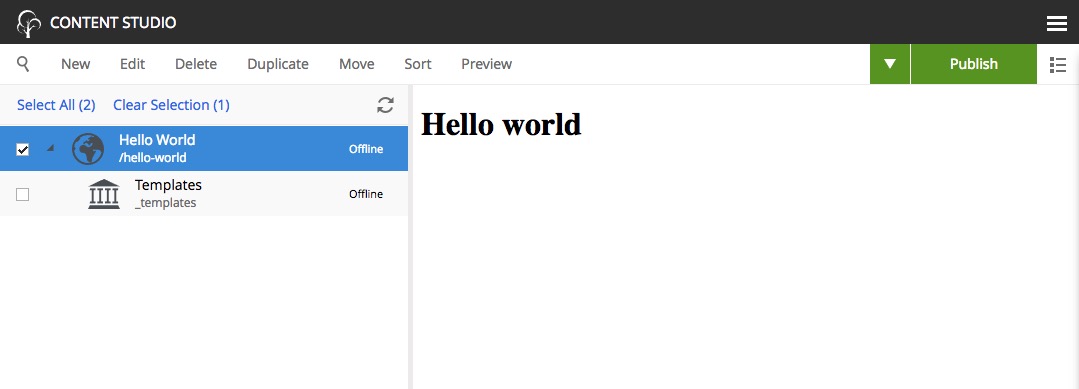 CONTENT STUDIO
New Edit Delete Duplicate Move Sort Preview Publish
Select All (2) Clear Selection (1)
Hello World
/hello-world
Offline
Templates
_templates
Offline
Hello world